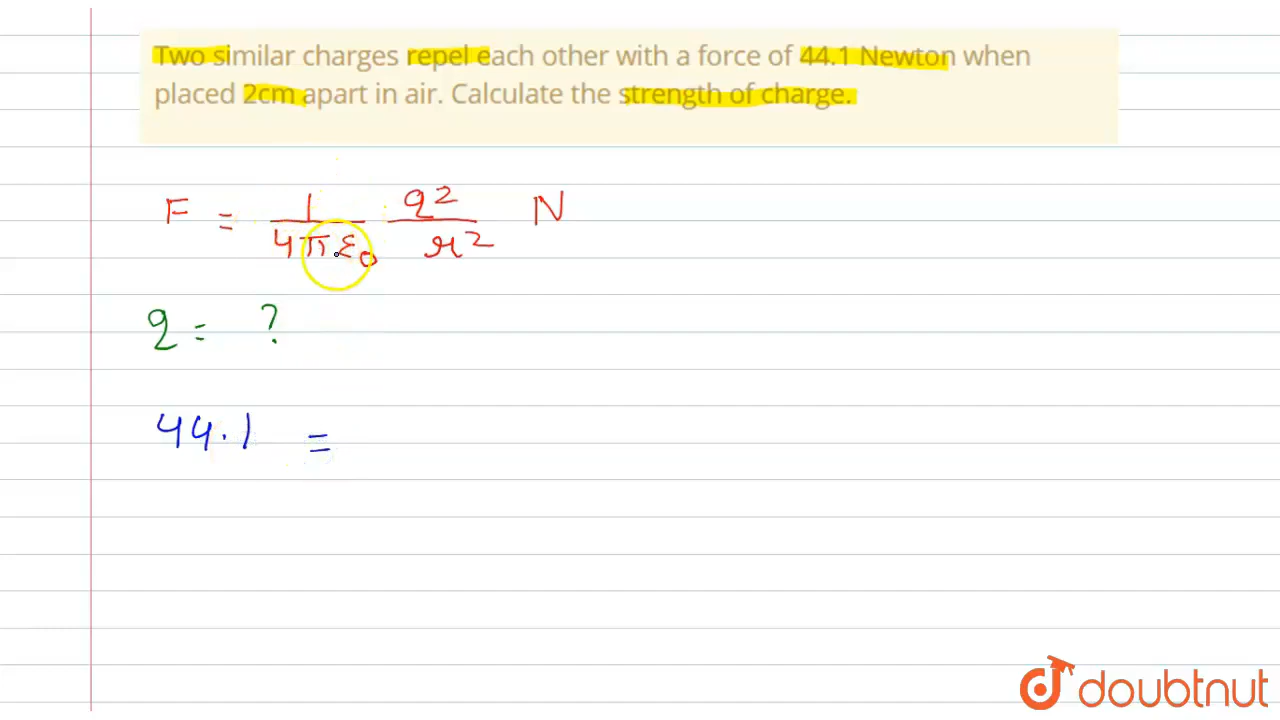 Two similar charges repel each other with a force of 44.1 Newton when
placed 2cm apart in air. Calculate the strength of charge.
F = 1/4πε₀ q²/r² N
q = ?
44.1 =
doubtnut